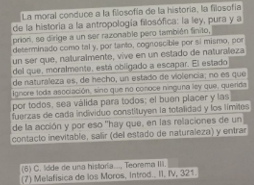 La moral conduce a la filosofía de la historia, la filosofía
de la historia a la antropología filosófica: la ley, pura y a
priori, se dirige a un ser razonable pero también finito,
determinado como tal y, por tanto, cognoscible por sí mismo, por
un ser que, naturalmente, vive en un estado de naturaleza
del que, moralmente, está obligado a escapar. El estado
de naturaleza es, de hecho, un estado de violencia; no es que
ignore toda asociación, sino que no conoce ninguna ley que, querida
por todos, sea válida para todos; el buen placer y las
fuerzas de cada individuo constituyen la totalidad y los límites
de la acción y por eso "hay que, en las relaciones de un
contacto inevitable, salir (del estado de naturaleza) y entrar
(6) C. Idde de una historia..., Teorema III.
(7) Metafísica de los Moros, Introd., II, IV, 321.